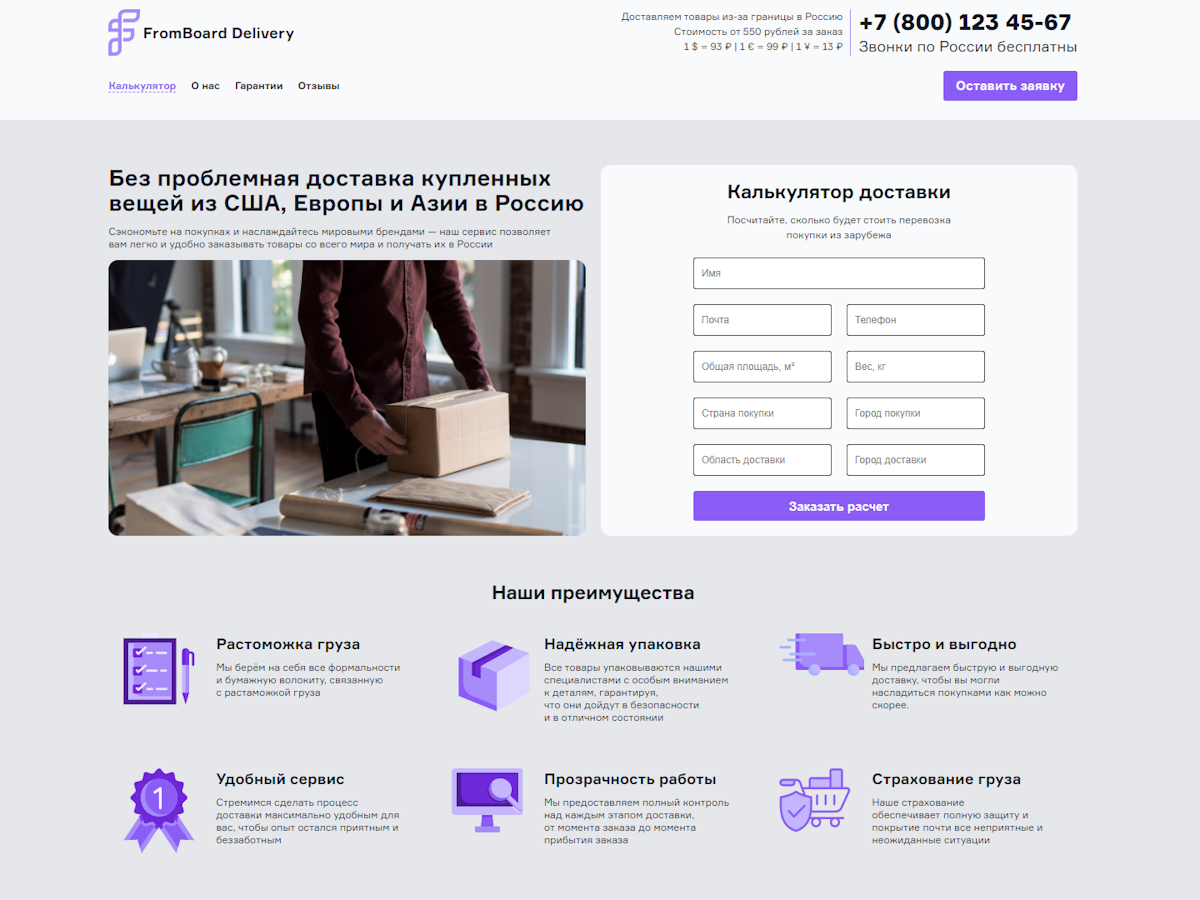 FromBoard Delivery
Доставляем товары из-за границы в Россию
Стоимость от 550 рублей за заказ
1 $ = 93 ₽ | 1 € = 99 ₽ | 1 ¥ = 13 ₽
+7 (800) 123 45-67
Звонки по России бесплатны
Калькулятор О нас Гарантии Отзывы
Оставить заявку
Без проблемная доставка купленных
вещей из США, Европы и Азии в Россию
Сэкономьте на покупках и наслаждайтесь мировыми брендами — наш сервис позволяет
вам легко и удобно заказывать товары со всего мира и получать их в России
Калькулятор доставки
Посчитайте, сколько будет стоить перевозка
покупки из зарубежа
Имя
Почта Телефон
Общая площадь, м² Вес, кг
Страна покупки Город покупки
Область доставки Город доставки
Заказать расчет
Наши преимущества
Растоможка груза
Мы берём на себя все формальности
и бумажную волокиту, связанную
с растаможкой груза
Надёжная упаковка
Все товары упаковываются нашими
специалистами с особым вниманием
к деталям, гарантируя,
что они дойдут в безопасности
и в отличном состоянии
Быстро и выгодно
Мы предлагаем быструю и выгодную
доставку, чтобы вы могли
насладиться покупками как можно
скорее.
1
Удобный сервис
Стремимся сделать процесс
доставки максимально удобным для
вас, чтобы опыт остался приятным и
беззаботным
Прозрачность работы
Мы предоставляем полный контроль
над каждым этапом доставки,
от момента заказа до момента
прибытия заказа
Страхование груза
Наше страхование
обеспечивает полную защиту и
покрытие почти все неприятные и
неожиданные ситуации